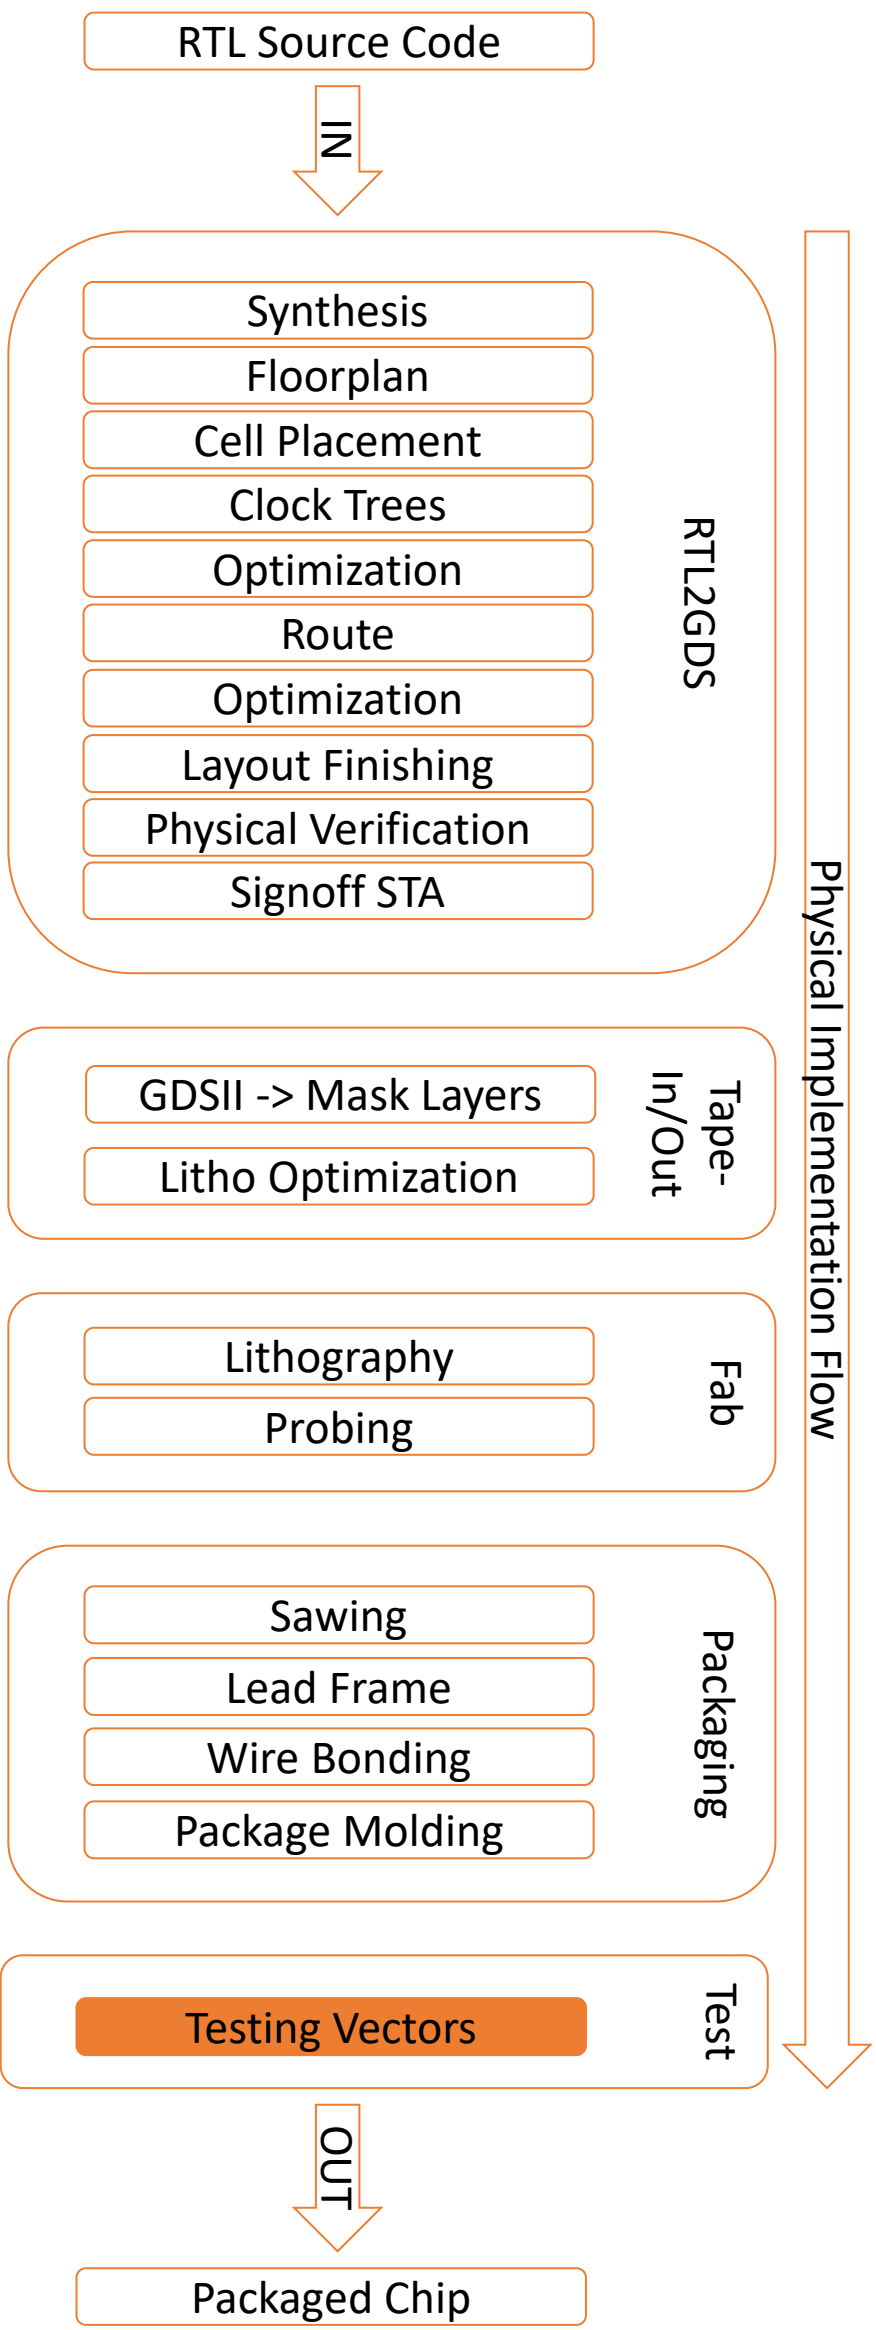 RTL Source Code
IN
Synthesis
Floorplan
Cell Placement
Clock Trees
Optimization
Route
Optimization
Layout Finishing
Physical Verification
Signoff STA
RTL2GDS
GDSII -> Mask Layers
Litho Optimization
Tape-
In/Out
Lithography
Probing
Fab
Sawing
Lead Frame
Wire Bonding
Package Molding
Packaging
Testing Vectors
Test
Physical Implementation Flow
OUT
Packaged Chip